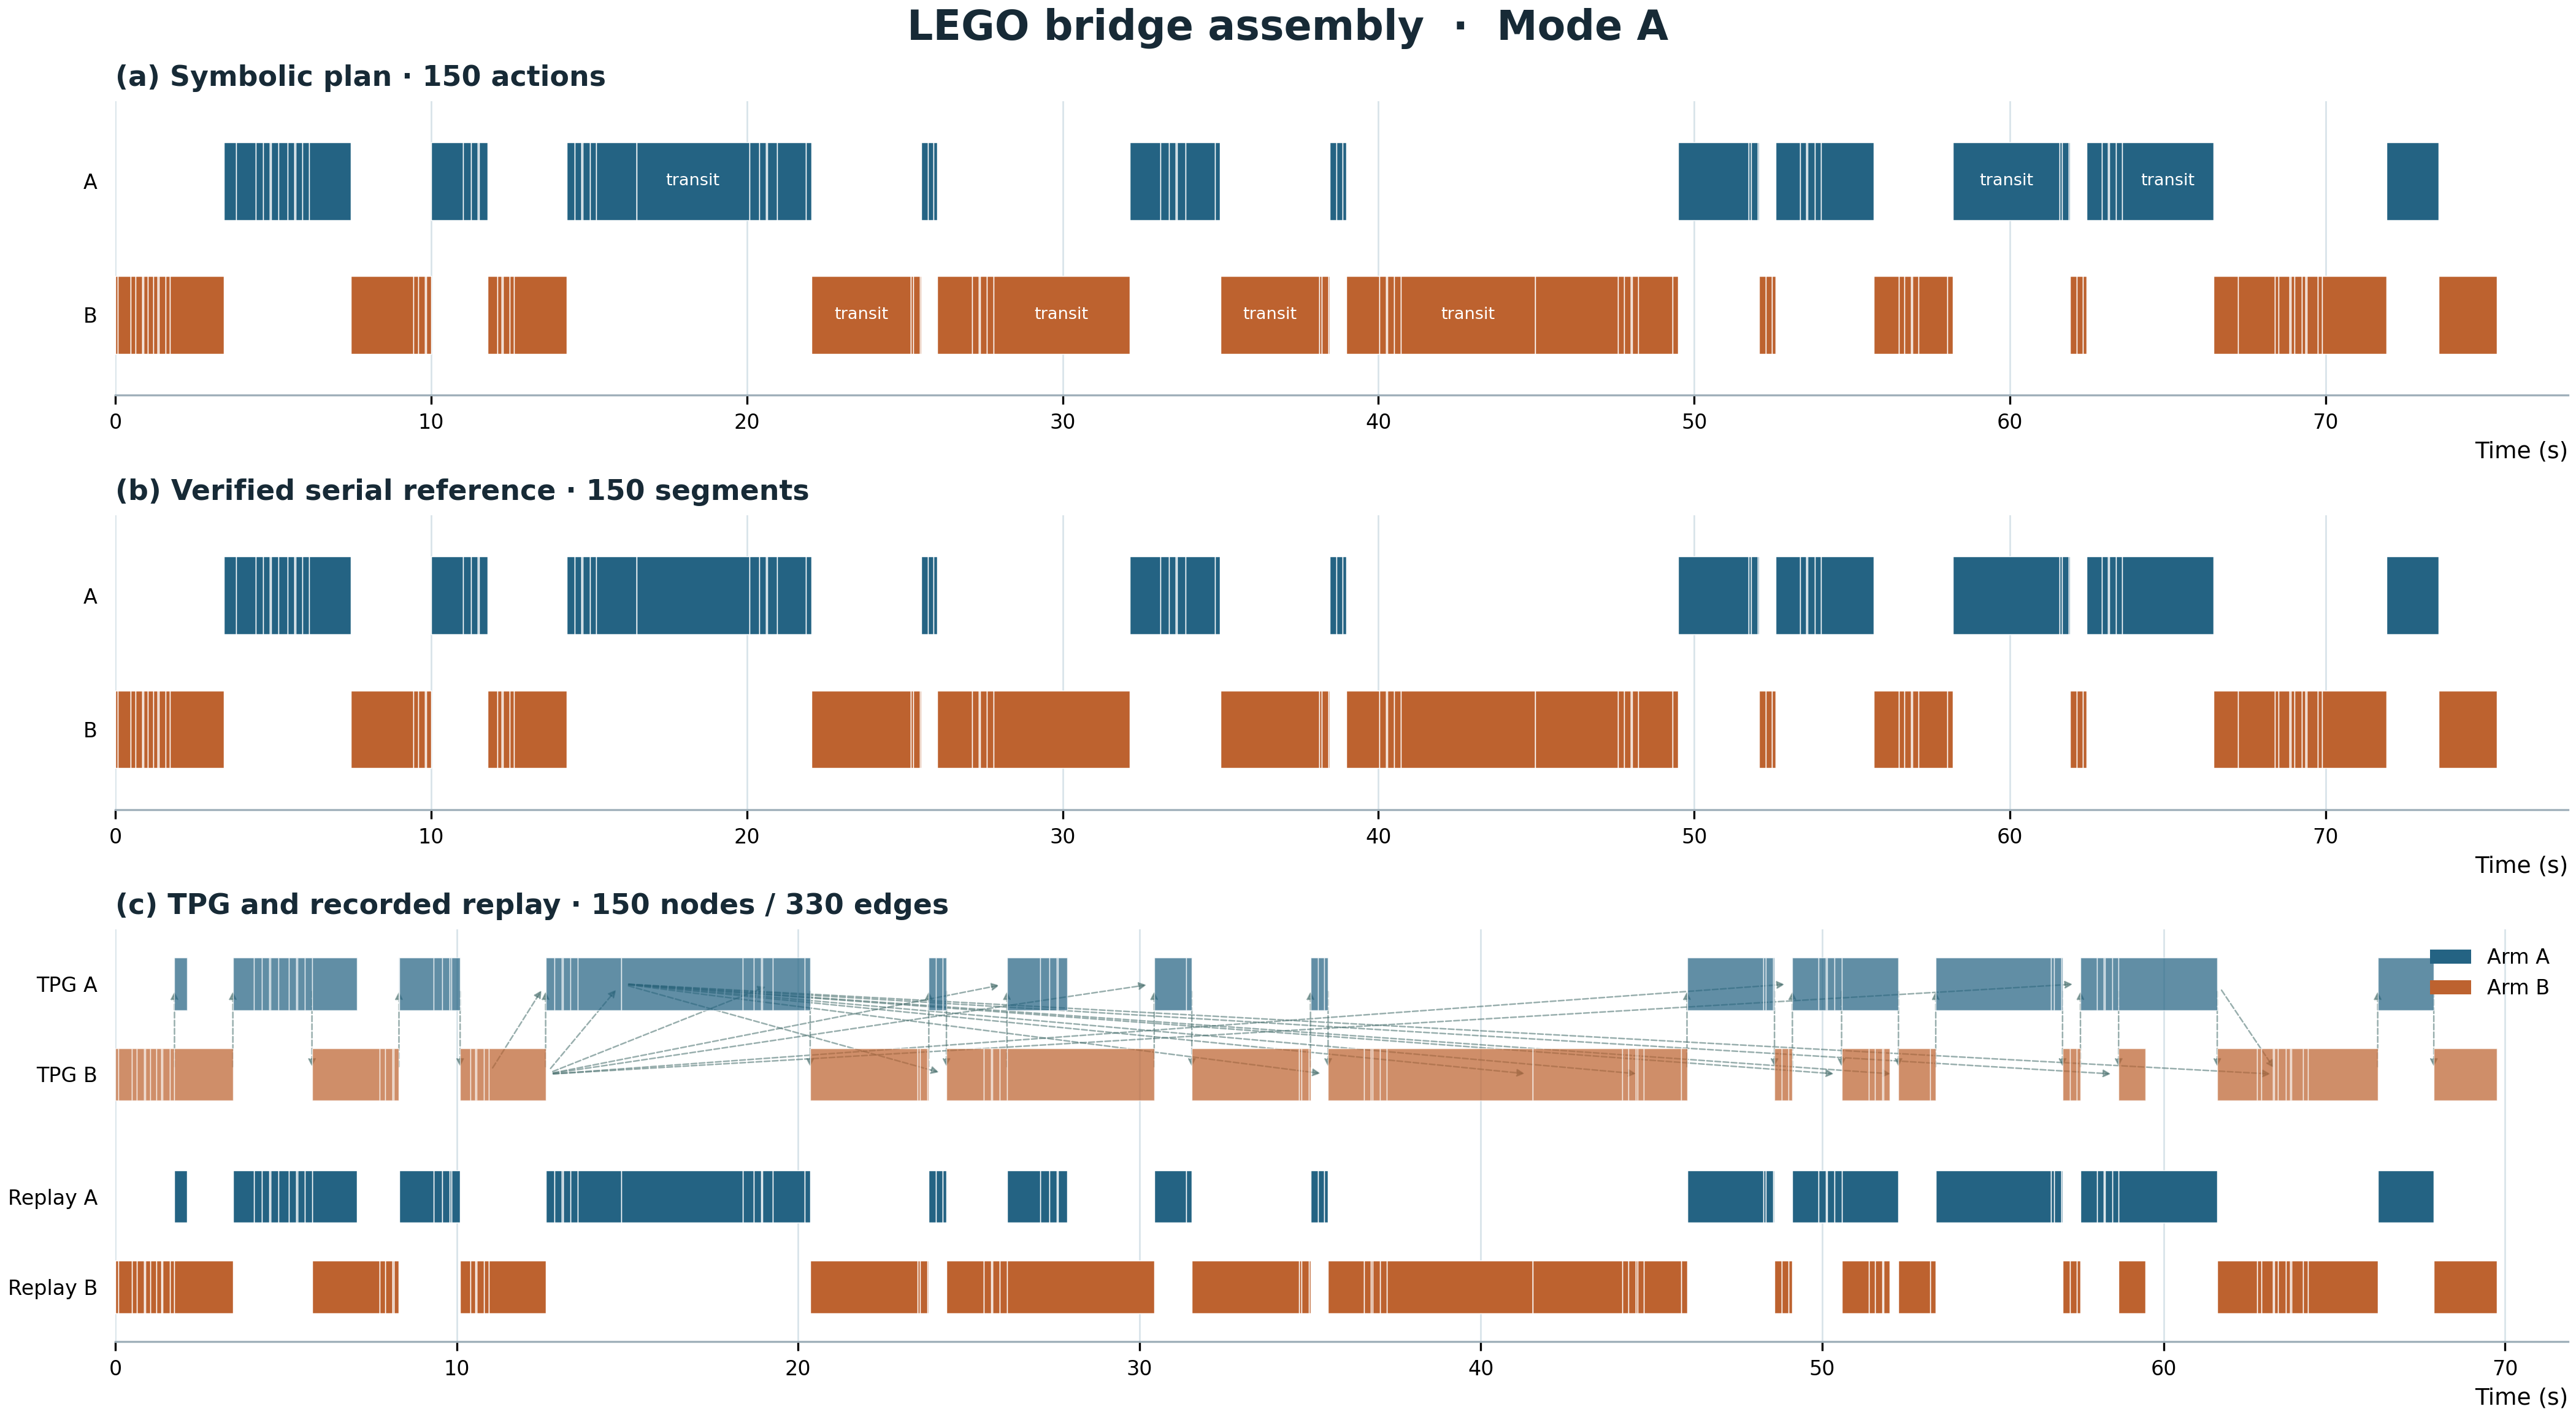 LEGO bridge assembly · Mode A
(a) Symbolic plan · 150 actions
A
transit
transit
transit
B
transit
transit
transit
transit
0 10 20 30 40 50 60 70
Time (s)
(b) Verified serial reference · 150 segments
A
B
0 10 20 30 40 50 60 70
Time (s)
(c) TPG and recorded replay · 150 nodes / 330 edges
Arm A
Arm B
TPG A
TPG B
Replay A
Replay B
0 10 20 30 40 50 60 70
Time (s)